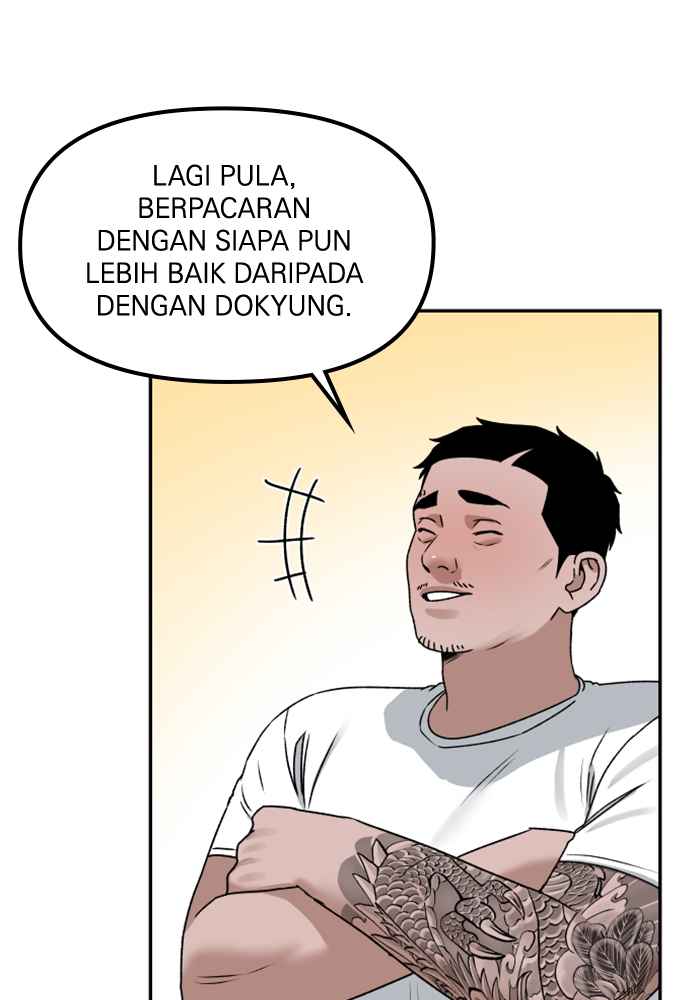 LAGI PULA,
BERPACARAN
DENGAN SIAPA PUN
LEBIH BAIK DARIPADA
DENGAN DOKYUNG.